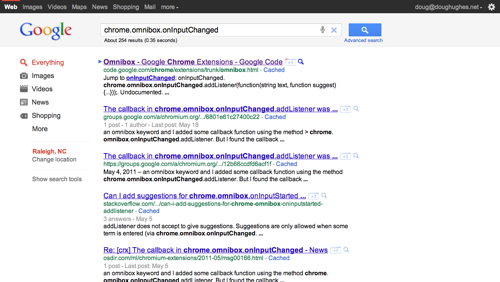 Web Images Videos Maps News Shopping Mail more
doug@doughughes.net
Google
chrome.omnibox.onInputChanged
About 254 results (0.35 seconds)
Advanced search
Everything
Images
Videos
News
Shopping
More
Raleigh, NC
Change location
Show search tools
Omnibox - Google Chrome Extensions - Google Code
code.google.com/chrome/extensions/trunk/omnibox.html - Cached
Jump to onInputChanged: onInputChanged.
chrome.omnibox.onInputChanged.addListener(function(string text, function suggest)
{...}); Undocumented. ...
The callback in chrome.omnibox.onInputChanged.addListener was ...
groups.google.com/a/chromium.org/.../6801e61c27400c22 - Cached
1 post - 1 author - Last post: May 18
an omnibox keyword and I added some callback function using the method > chrome.
omnibox.onInputChanged.addListener. But I found the callback ...
The callback in chrome.omnibox.onInputChanged.addListener was ...
https://groups.google.com/a/chromium.org/.../12b66ccdfd6acf1f - Cached
May 4, 2011 – an omnibox keyword and I added some callback function using the method
chrome.omnibox.onInputChanged.addListener. But I found the callback ...
Can I add suggestions for chrome.omnibox.onInputStarted ...
stackoverflow.com/.../can-i-add-suggestions-for-chrome-omnibox-oninputstarted-
addlistener - Cached
3 answers - May 5
addListener does not accept to give suggestions. Suggestions are only allowed when some
term is entered (via chrome.omnibox.onInputChanged. ...
Re: [crx] The callback in chrome.omnibox.onInputChanged - News
osdir.com/ml/chromium-extensions/2011-05/msg00166.html - Cached
1 post - Last post: May 5
an omnibox keyword and I added some callback function using the method chrome.
omnibox.onInputChanged.addListener. But I found the callback ...